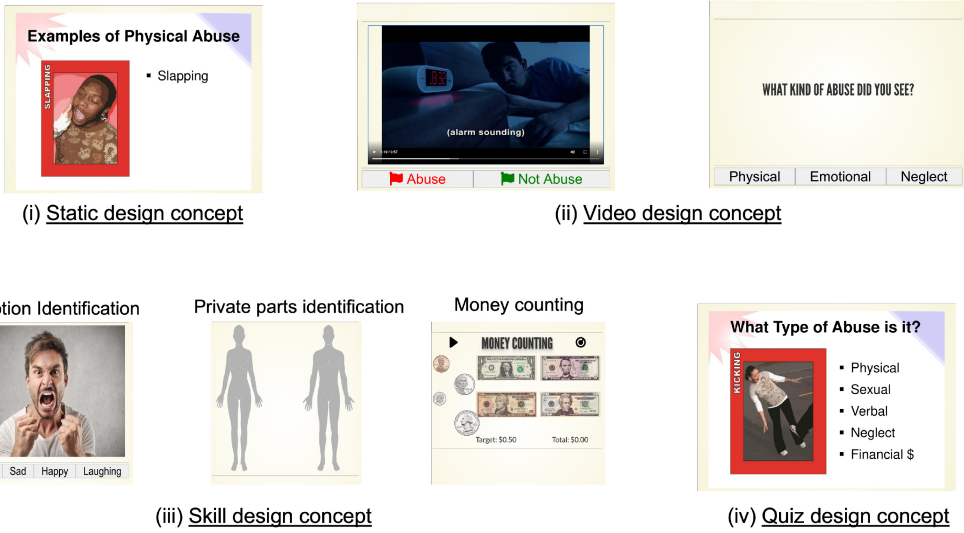 Examples of Physical Abuse
SLAPPING
▪ Slapping
(alarm sounding)
Abuse
Not Abuse
WHAT KIND OF ABUSE DID YOU SEE?
Physical
Emotional
Neglect
(i) Static design concept
(ii) Video design concept
tion Identification
Sad
Happy
Laughing
Private parts identification
Money counting
MONEY COUNTING
Target: $0.50
Total: $0.00
What Type of Abuse is it?
KICKING
▪ Physical
▪ Sexual
▪ Verbal
▪ Neglect
▪ Financial $
(iii) Skill design concept
(iv) Quiz design concept